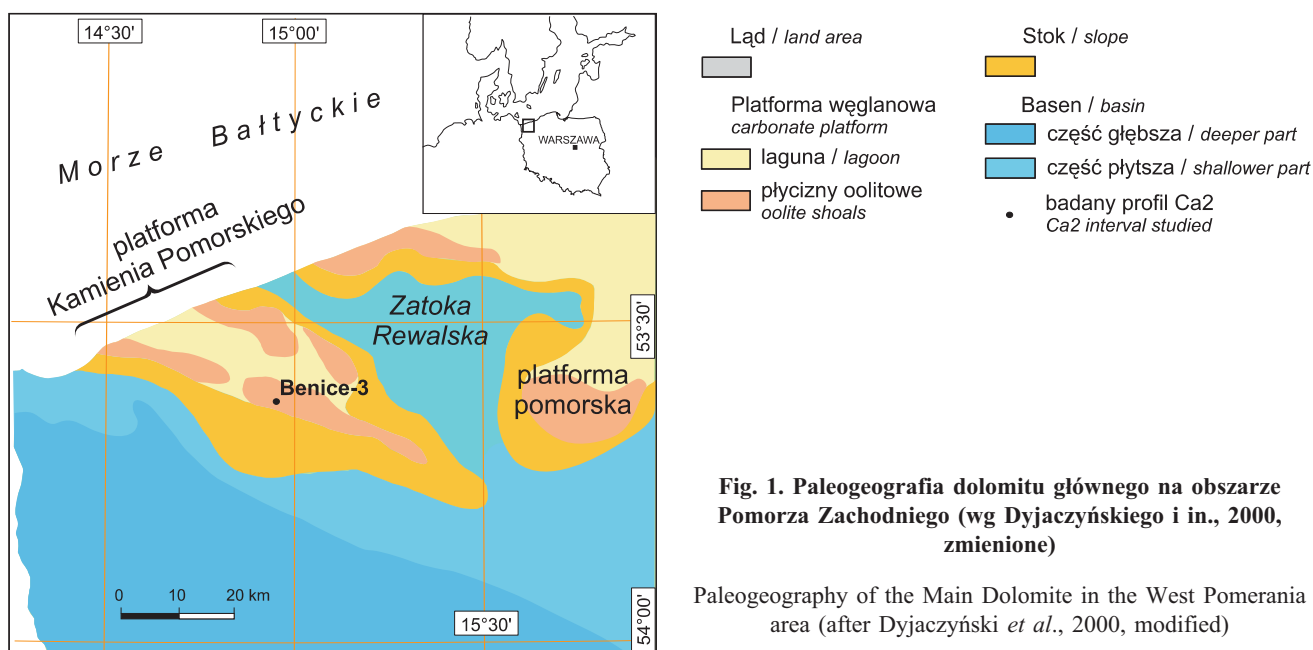 14°30'
15°00'
Morze Bałtyckie
WARSZAWA
platforma
Kamienia Pomorskiego
Zatoka
Rewalska
53°30'
Benice-3
platforma
pomorska
0 10 20 km
15°30'
54°00'
Ląd / land area
Platforma węglanowa
carbonate platform
laguna / lagoon
płycizny oolitowe
oolite shoals
Stok / slope
Basen / basin
część głębsza / deeper part
część płytsza / shallower part
badany profil Ca2
Ca2 interval studied
Fig. 1. Paleogeografia dolomitu głównego na obszarze
Pomorza Zachodniego (wg Dyjaczyńskiego i in., 2000,
zmienione)
Paleogeography of the Main Dolomite in the West Pomerania
area (after Dyjaczyński et al., 2000, modified)